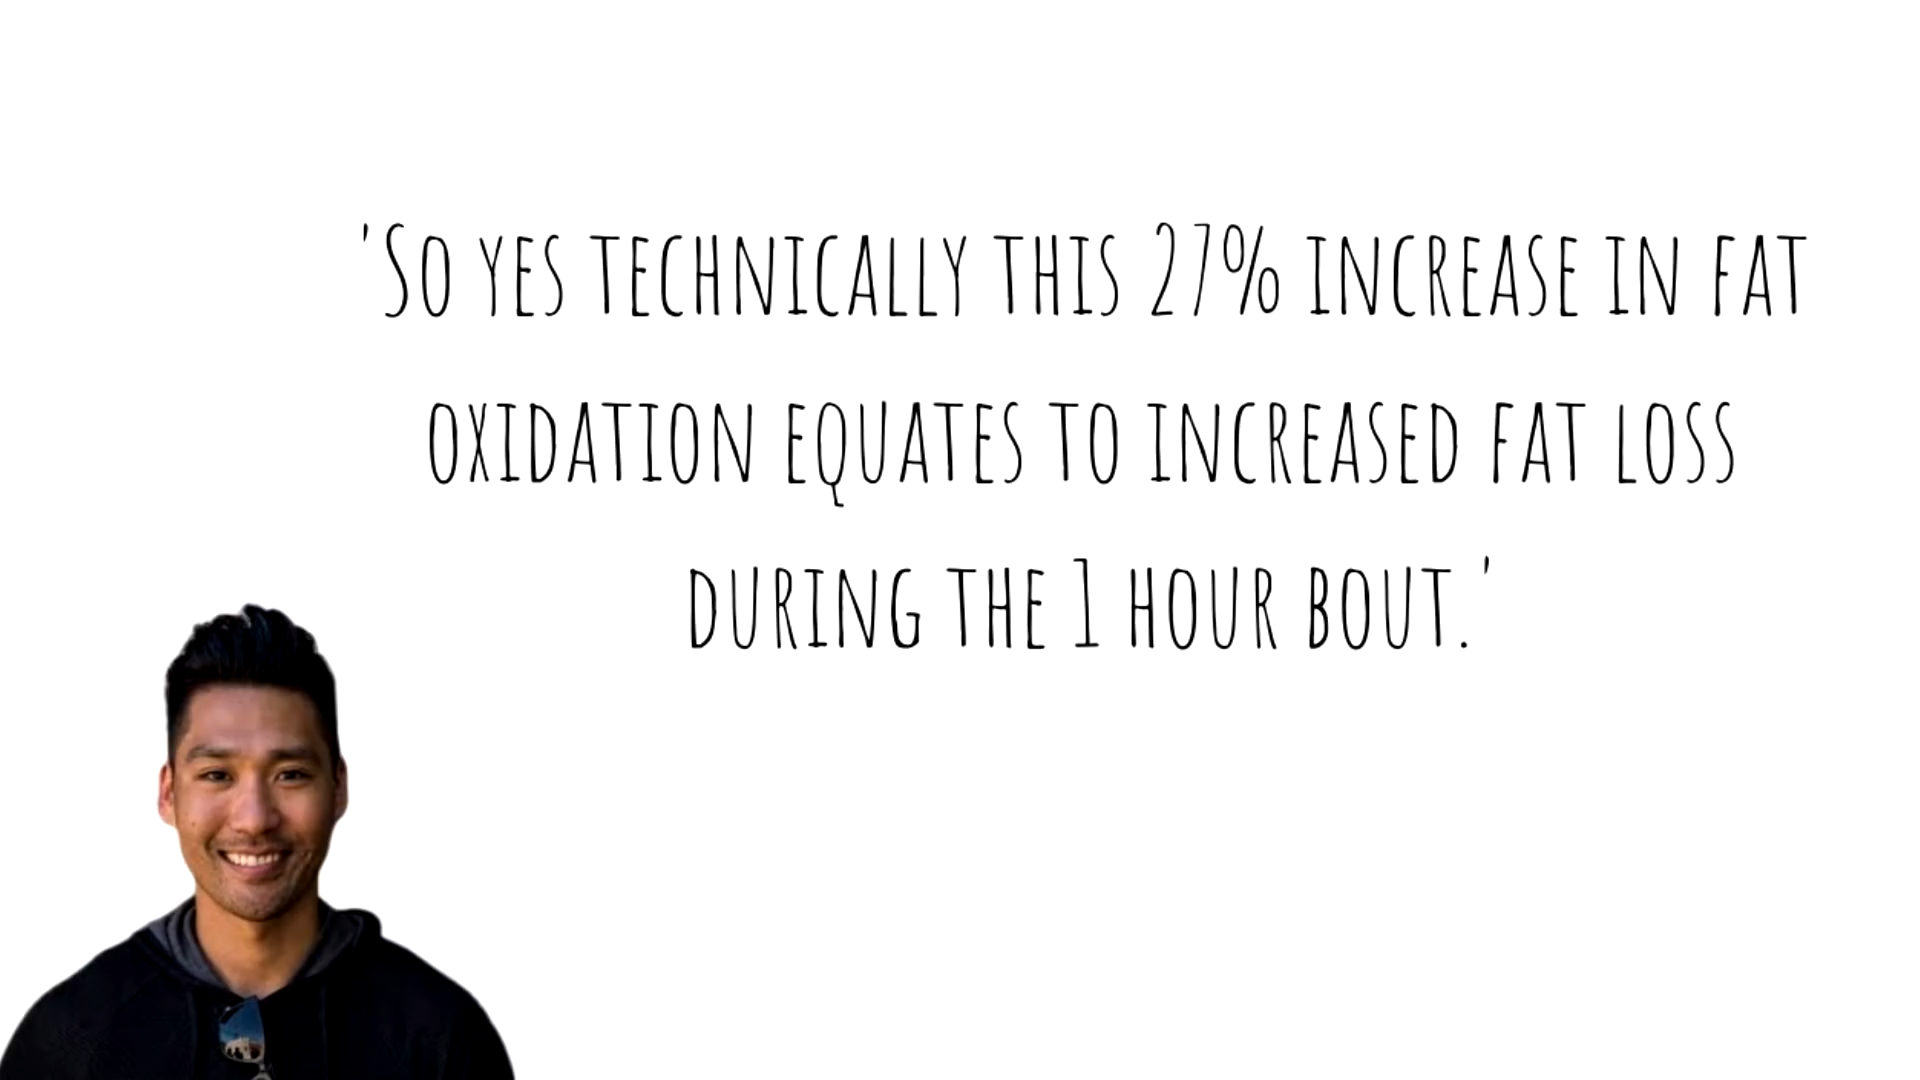 'So yes technically this 27% increase in fat
oxidation equates to increased fat loss
during the 1 hour bout.'